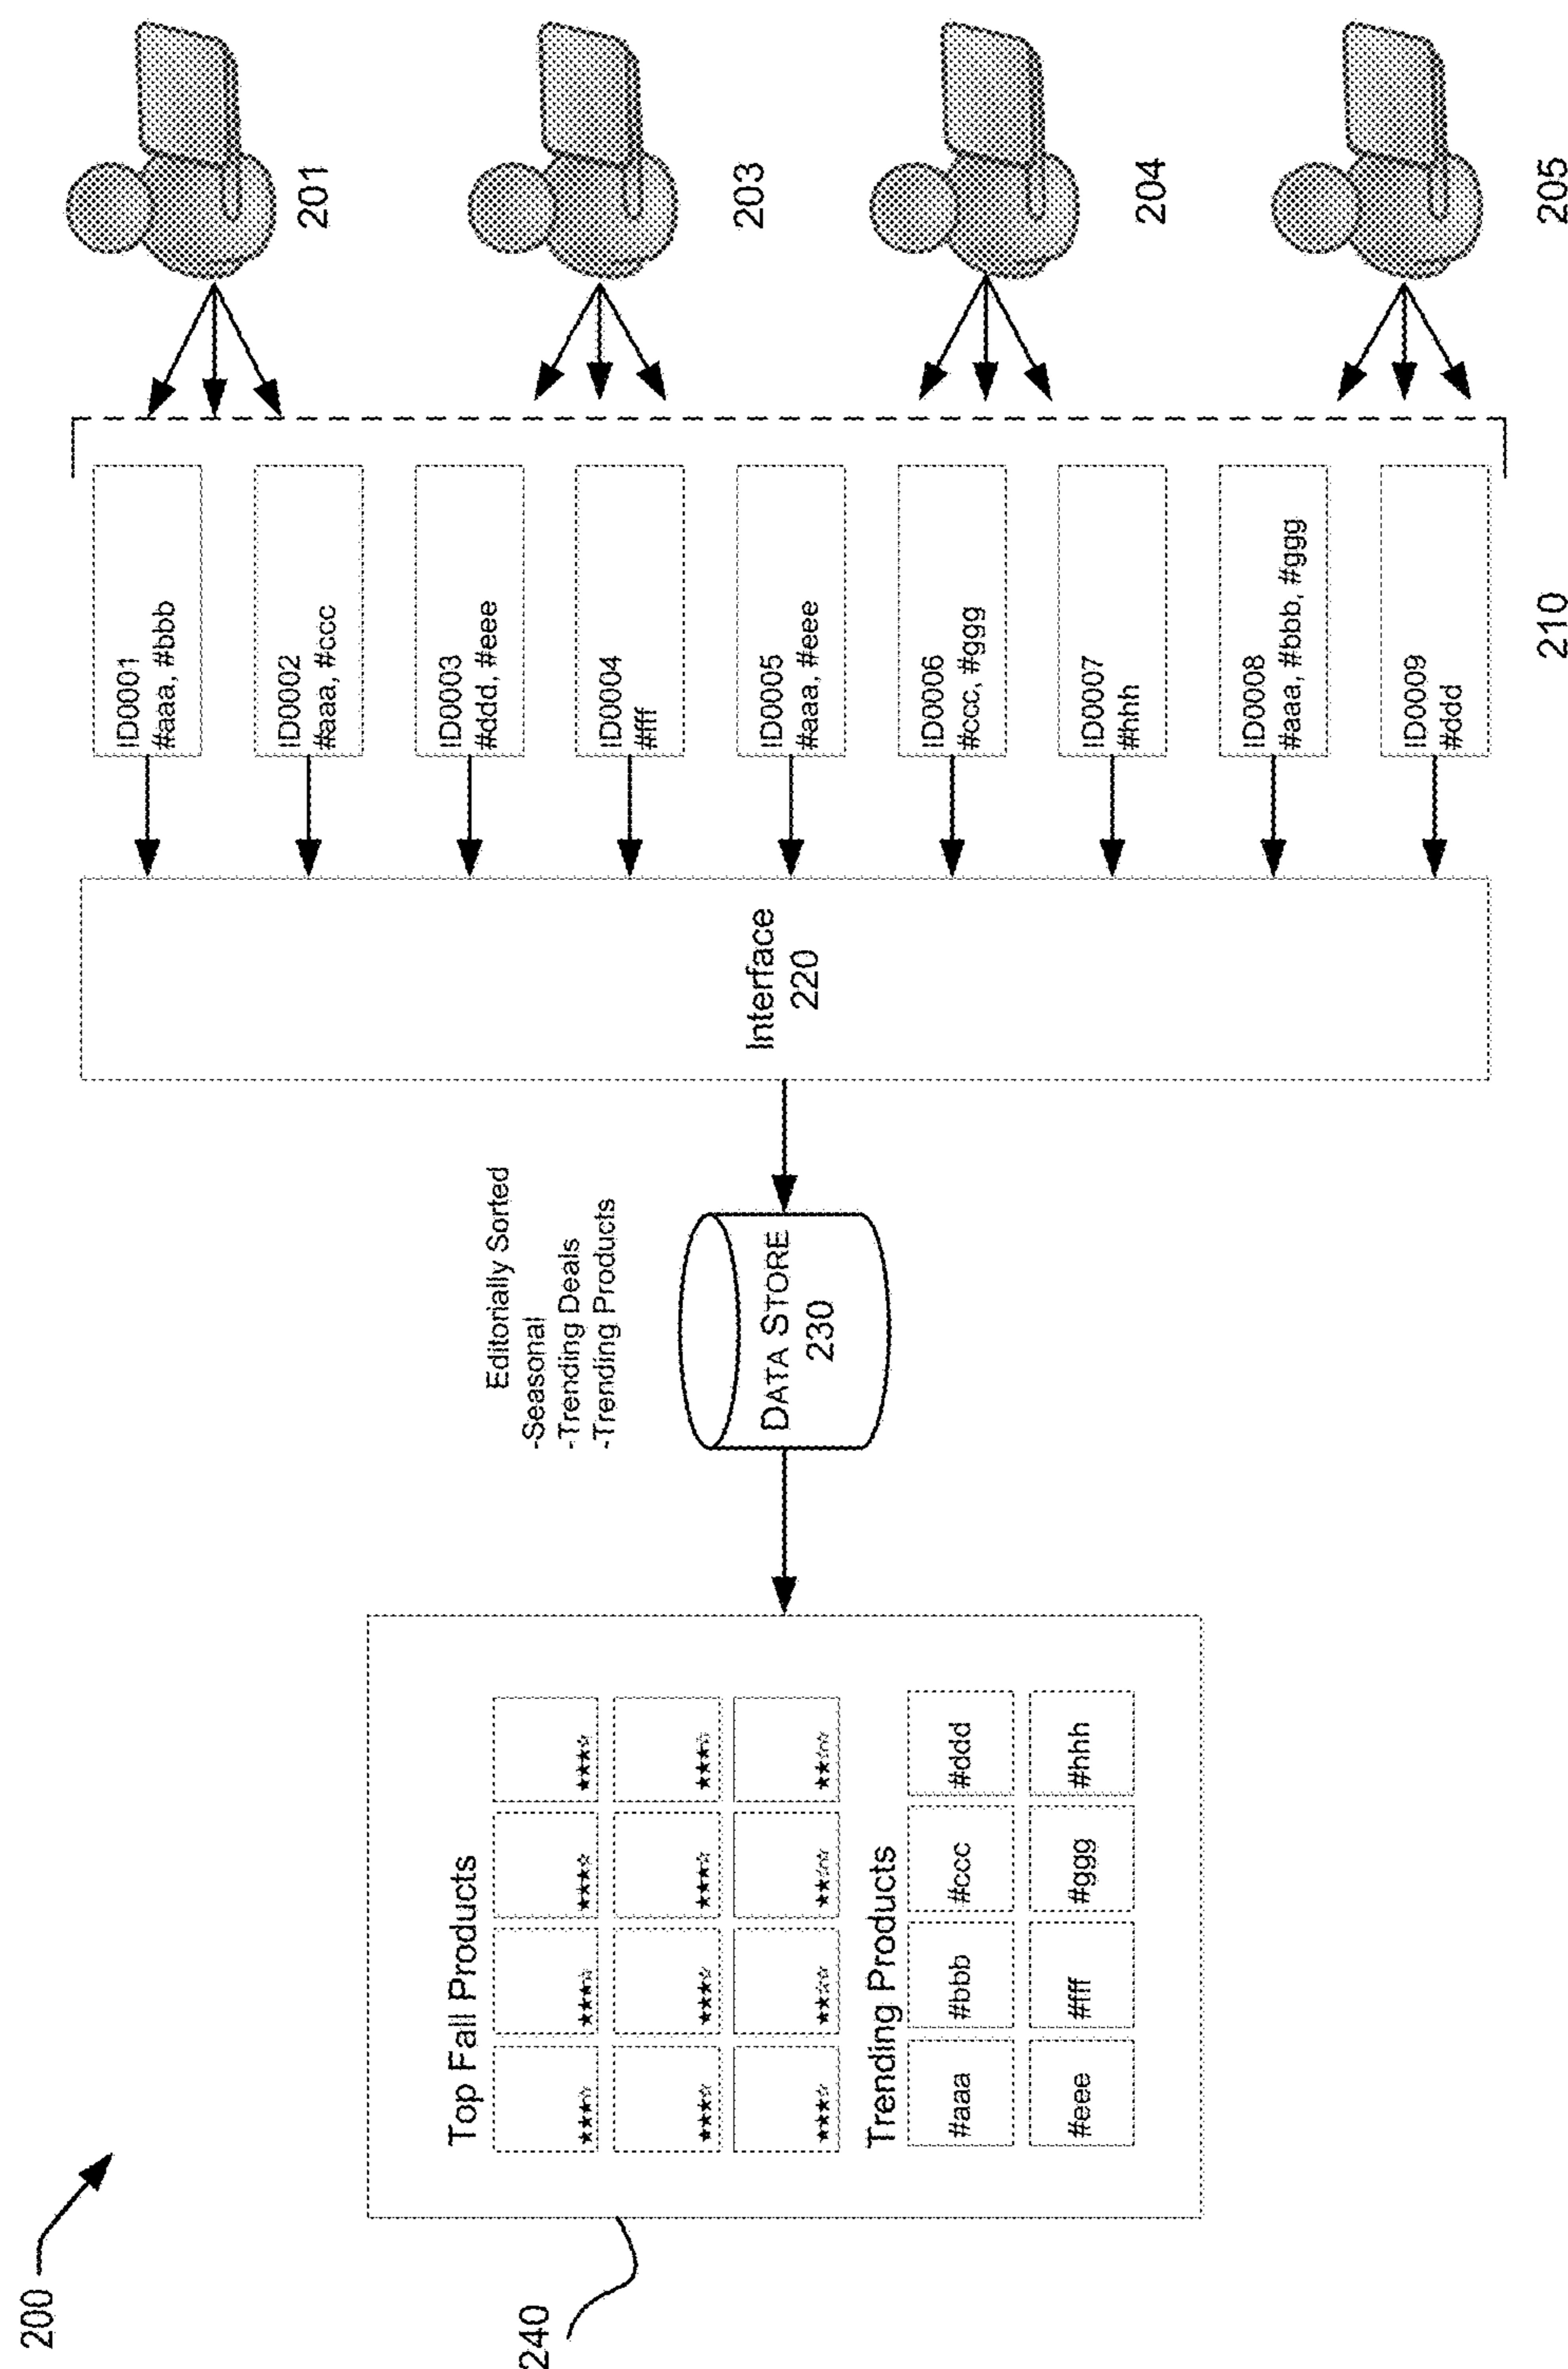 200
240
Top Fall Products
★★★☆
★★★☆
★★★☆
★★★☆
★★★☆
★★★☆
★★★☆
★★★☆
★★★☆
★★☆☆
★★☆☆
★★☆☆
Trending Products
#aaa
#bbb
#ccc
#ddd
#eee
#fff
#ggg
#hhh
Editorially Sorted
-Seasonal
-Trending Deals
-Trending Products
DATA STORE
230
Interface
220
ID0001
#aaa, #bbb
ID0002
#aaa, #ccc
ID0003
#ddd, #eee
ID0004
#fff
ID0005
#aaa, #eee
ID0006
#ccc, #ggg
ID0007
#hhh
ID0008
#aaa, #bbb, #ggg
ID0009
#ddd
210
201
203
204
205